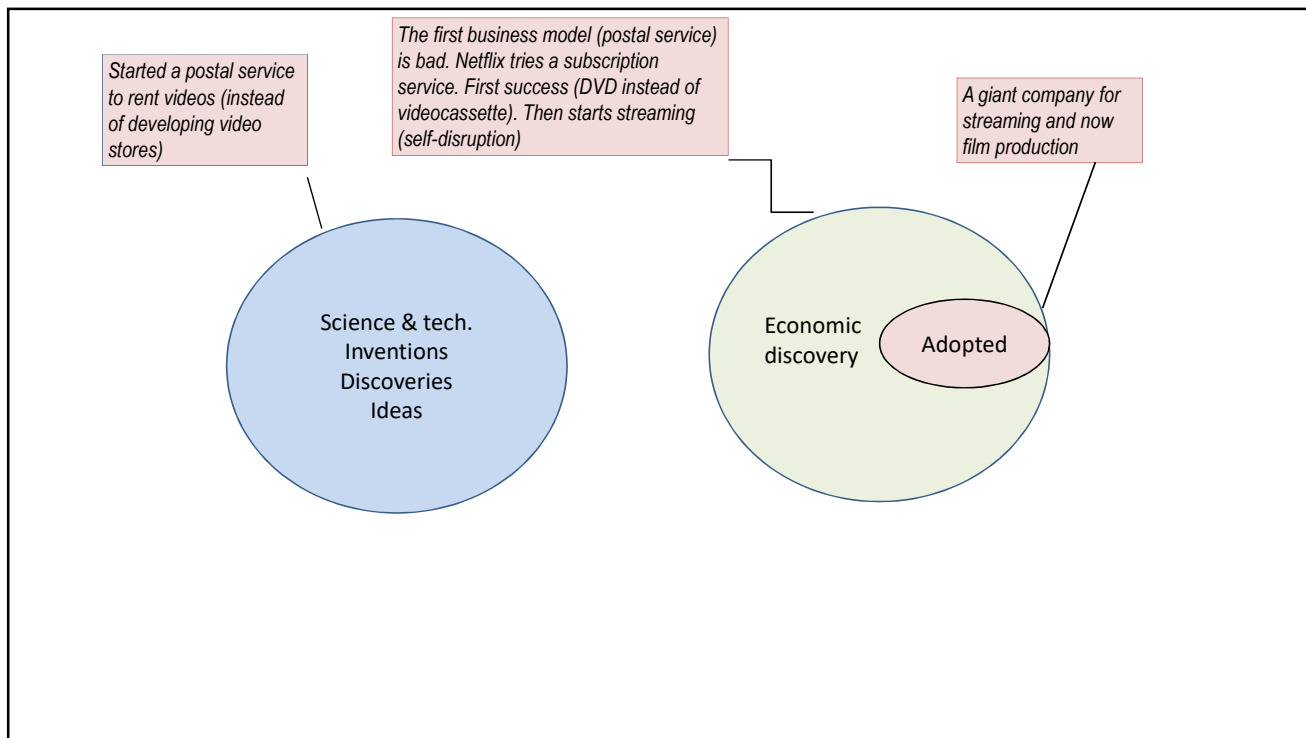 Started a postal service
to rent videos (instead
of developing video
stores)
The first business model (postal service)
is bad. Netflix tries a subscription
service. First success (DVD instead of
videocassette). Then starts streaming
(self-disruption)
A giant company for
streaming and now
film production
Science & tech.
Inventions
Discoveries
Ideas
Economic
discovery
Adopted